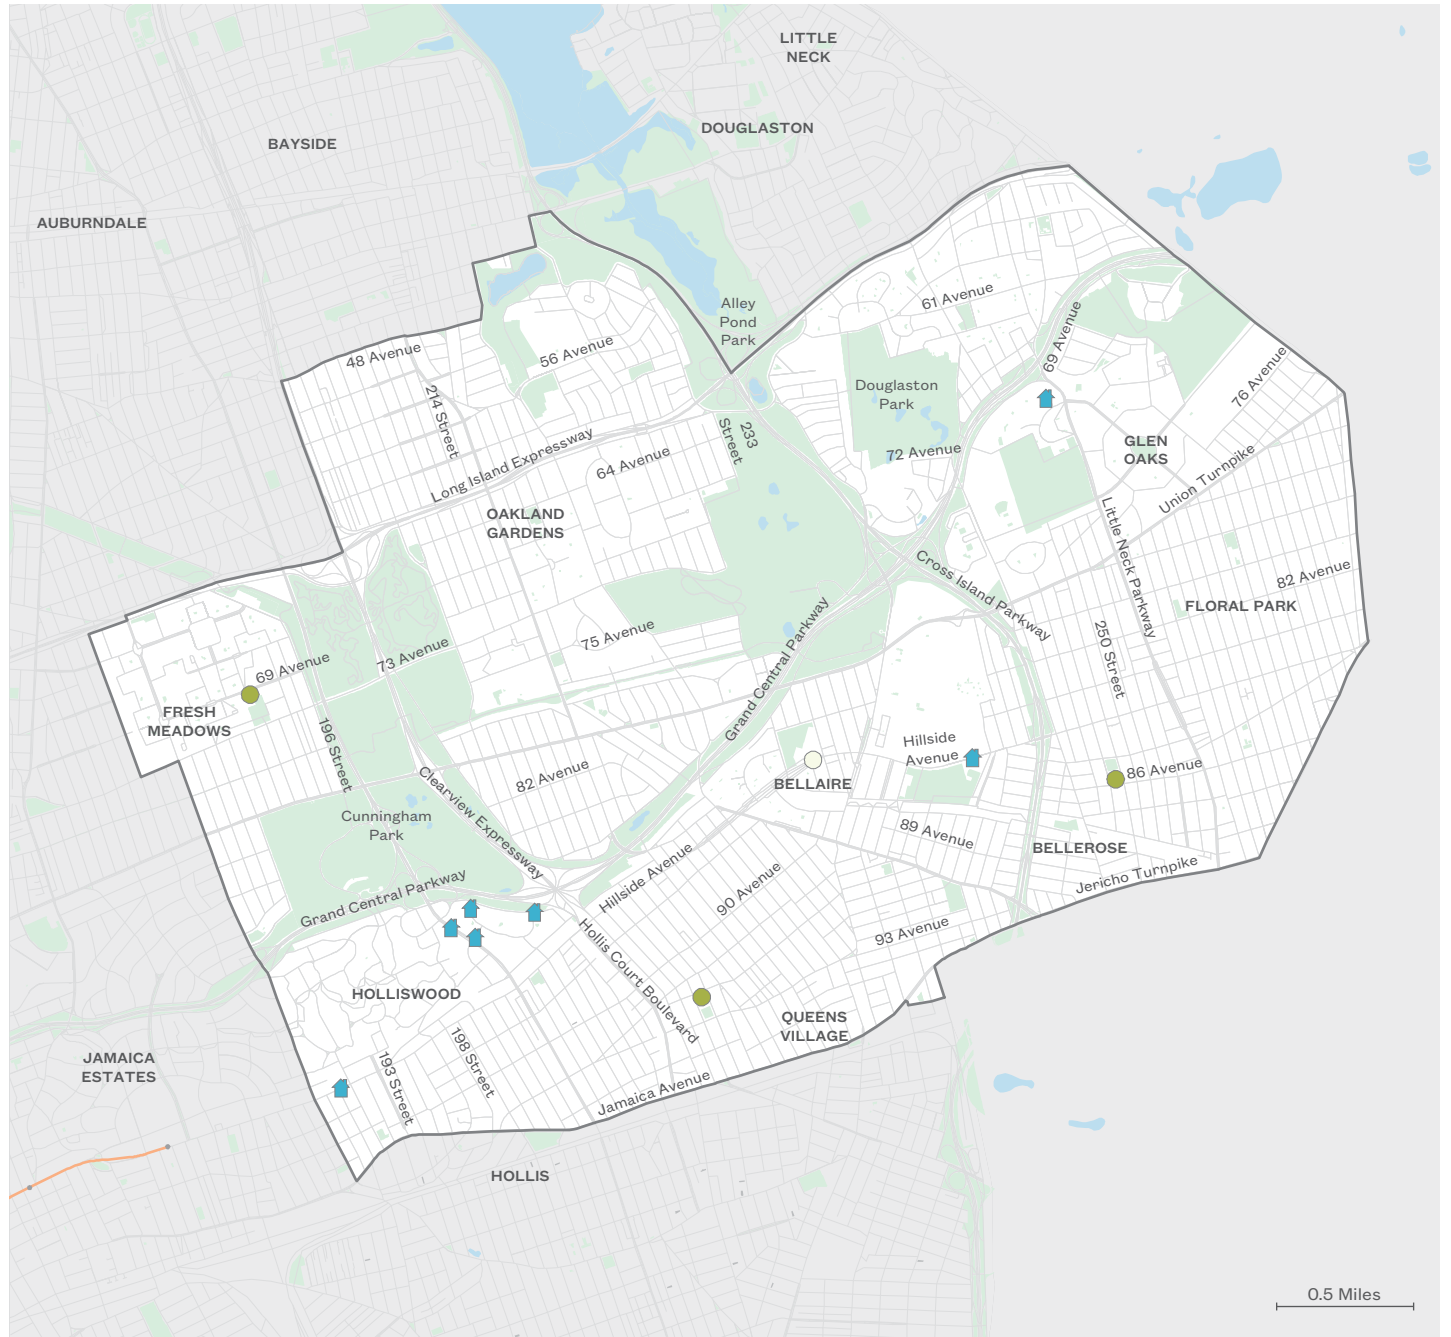 LITTLE
NECK
DOUGLASTON
BAYSIDE
AUBURNDALE
Alley
Pond
Park
61 Avenue
69 Avenue
48 Avenue
56 Avenue
76 Avenue
Douglaston
Park
214 Street
233
Street
Long Island Expressway
64 Avenue
72 Avenue
GLEN
OAKS
Union Turnpike
OAKLAND
GARDENS
Little Neck Parkway
Cross Island Parkway
82 Avenue
FLORAL PARK
75 Avenue
73 Avenue
69 Avenue
250 Street
Grand Central Parkway
FRESH
MEADOWS
196 Street
Hillside
Avenue
82 Avenue
Clearview Expressway
BELLAIRE
86 Avenue
Cunningham
Park
89 Avenue
BELLEROSE
Jericho Turnpike
Hillside Avenue
90 Avenue
Grand Central Parkway
93 Avenue
Hollis Court Boulevard
HOLLISWOOD
QUEENS
VILLAGE
198 Street
193 Street
JAMAICA
ESTATES
Jamaica Avenue
HOLLIS
0.5 Miles